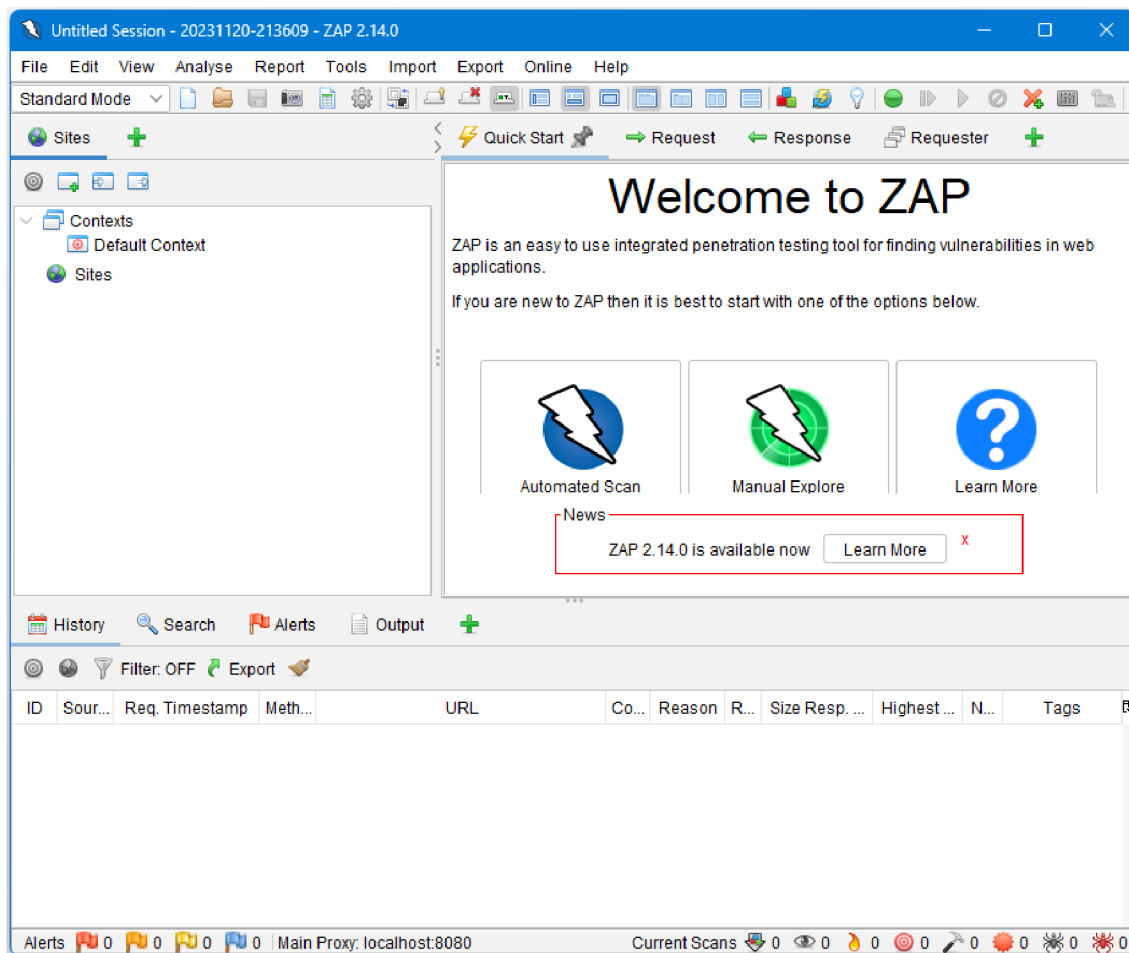 Untitled Session - 20231120-213609 - ZAP 2.14.0
File Edit View Analyse Report Tools Import Export Online Help
Standard Mode
Sites
Quick Start Request Response Requester
Contexts
Default Context
Sites
Welcome to ZAP
ZAP is an easy to use integrated penetration testing tool for finding vulnerabilities in web
applications.
If you are new to ZAP then it is best to start with one of the options below.
Automated Scan Manual Explore Learn More
News
ZAP 2.14.0 is available now Learn More X
History Search Alerts Output
Filter: OFF Export
ID Sour... Req. Timestamp Meth... URL Co... Reason R... Size Resp. ... Highest ... N... Tags
Alerts 0 0 0 0 Main Proxy: localhost:8080 Current Scans 0 0 0 0 0 0 0 0